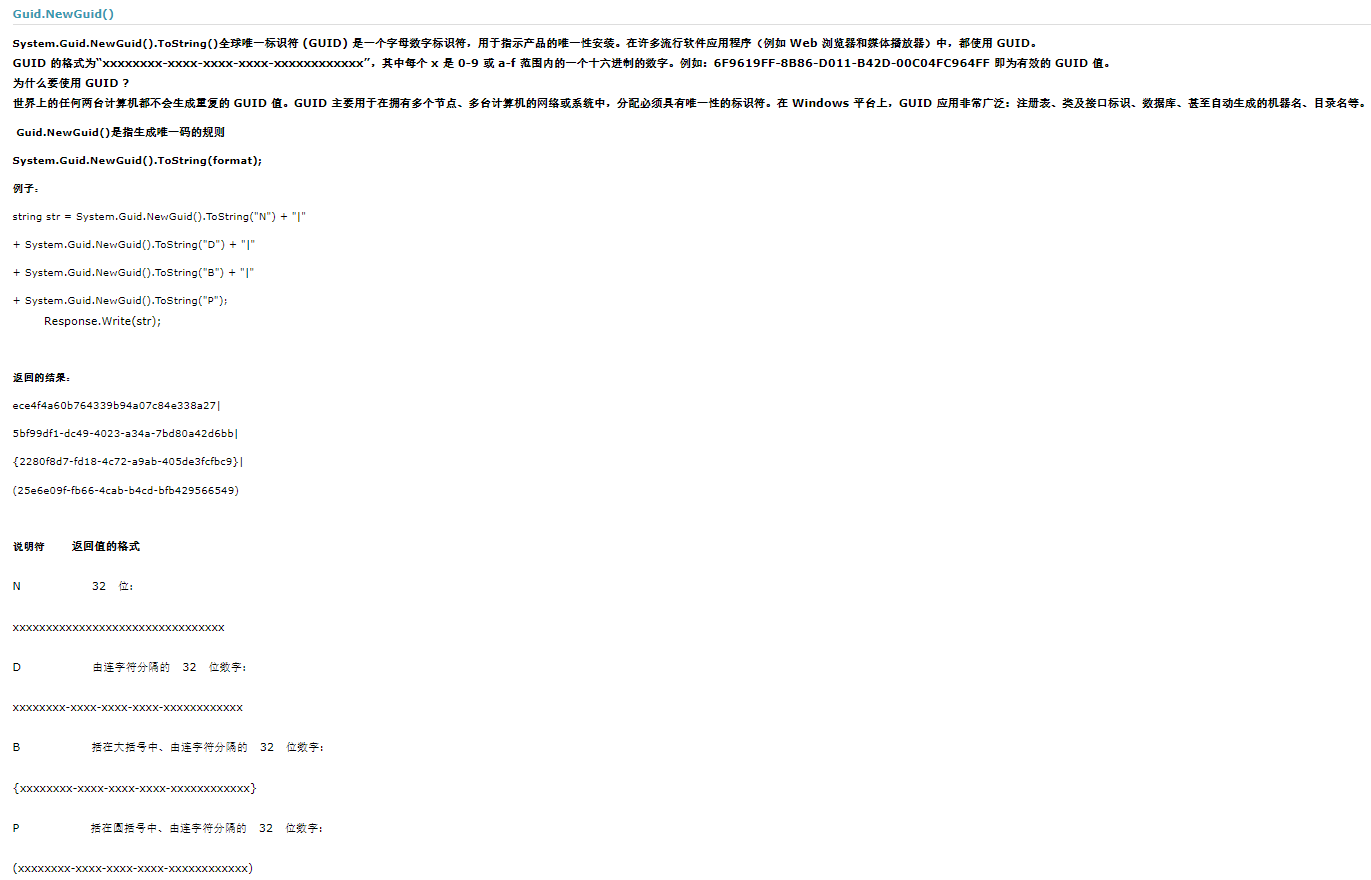 Guid.NewGuid()
System.Guid.NewGuid().ToString()全球唯一标识符 (GUID) 是一个字母数字标识符，用于指示产品的唯一性安装。在许多流行软件应用程序（例如 Web 浏览器和媒体播放器）中，都使用 GUID。
GUID 的格式为“xxxxxxxx-xxxx-xxxx-xxxx-xxxxxxxxxxxx”，其中每个 x 是 0-9 或 a-f 范围内的一个十六进制的数字。例如：6F9619FF-8B86-D011-B42D-00C04FC964FF 即为有效的 GUID 值。
为什么要使用 GUID？
世界上的任何两台计算机都不会生成重复的 GUID 值。GUID 主要用于在拥有多个节点、多台计算机的网络或系统中，分配必须具有唯一性的标识符。在 Windows 平台上，GUID 应用非常广泛：注册表、类及接口标识、数据库、甚至自动生成的机器名、目录名等。
Guid.NewGuid()是指生成唯一码的规则
System.Guid.NewGuid().ToString(format);
例子：
string str = System.Guid.NewGuid().ToString("N") + "|"
+ System.Guid.NewGuid().ToString("D") + "|"
+ System.Guid.NewGuid().ToString("B") + "|"
+ System.Guid.NewGuid().ToString("P");
Response.Write(str);
返回的结果：
ece4f4a60b764339b94a07c84e338a27|
5bf99df1-dc49-4023-a34a-7bd80a42d6bb|
{2280f8d7-fd18-4c72-a9ab-405de3fcfbc9}|
(25e6e09f-fb66-4cab-b4cd-bfb429566549)
说明符 返回值的格式
N 32 位：
xxxxxxxxxxxxxxxxxxxxxxxxxxxxxxxx
D 由连字符分隔的 32 位数字：
xxxxxxxx-xxxx-xxxx-xxxx-xxxxxxxxxxxx
B 括在大括号中、由连字符分隔的 32 位数字：
{xxxxxxxx-xxxx-xxxx-xxxx-xxxxxxxxxxxx}
P 括在圆括号中、由连字符分隔的 32 位数字：
(xxxxxxxx-xxxx-xxxx-xxxx-xxxxxxxxxxxx)